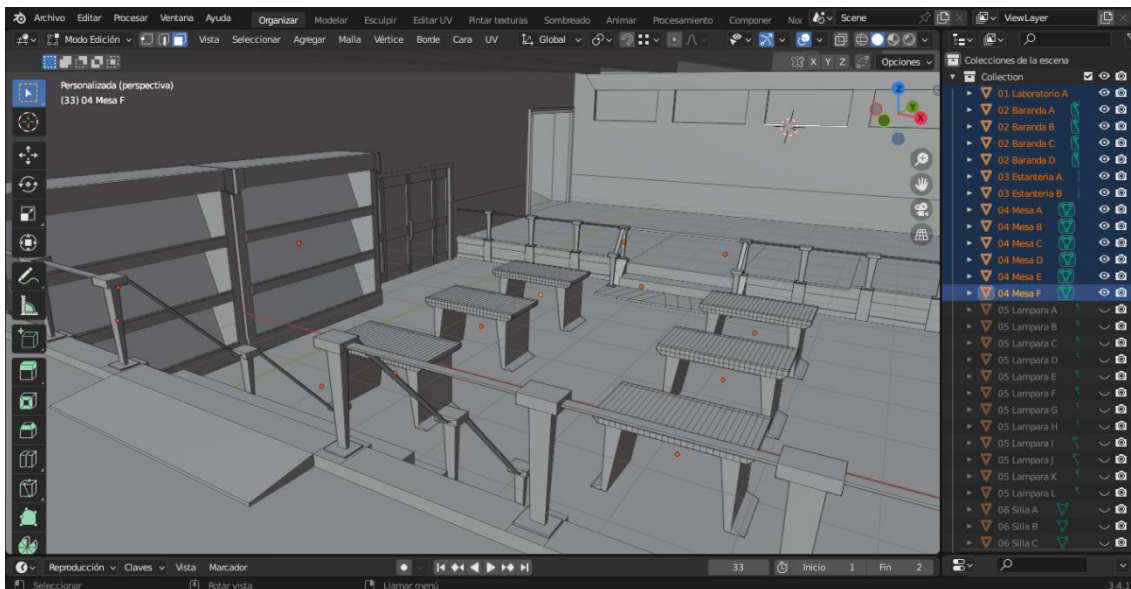 Archivo Editar Procesar Ventana Ayuda Organizar Modelar Esculpir Editar UV Pintar texturas Sombreado Animar Procesamiento Componer Scene ViewLayer
Modo Edición Vista Seleccionar Agregar Malla Vértice Borde Cara UV Global
X Y Z Opciones
Personalizada (perspectiva)
(33) 04 Mesa F
Z
Y
X
Colecciones de la escena
Collection
01 Laboratorio A
02 Baranda A
02 Baranda B
02 Baranda C
02 Baranda D
03 Estanteria A
03 Estanteria B
04 Mesa A
04 Mesa B
04 Mesa C
04 Mesa D
04 Mesa E
04 Mesa F
05 Lampara A
05 Lampara B
05 Lampara C
05 Lampara D
05 Lampara E
05 Lampara F
05 Lampara G
05 Lampara H
05 Lampara I
05 Lampara J
05 Lampara K
05 Lampara L
06 Silla A
06 Silla B
06 Silla C
Reproducción Claves Vista Marcador 33 Inicio 1 Fin 2
Seleccionar Rotar vista Llamar menú 3.4.1